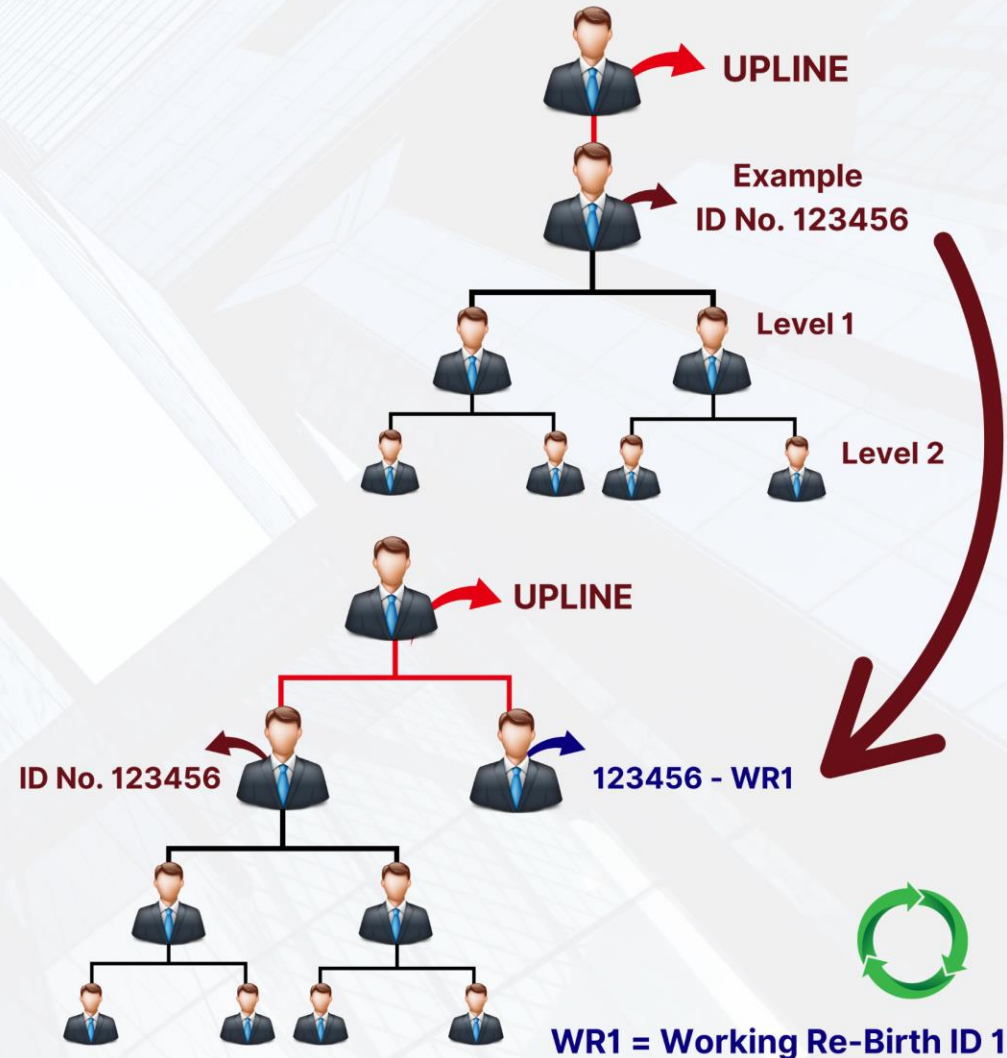 UPLINE
Example
ID No. 123456
Level 1
Level 2
UPLINE
ID No. 123456
123456 - WR1
WR1 = Working Re-Birth ID 1